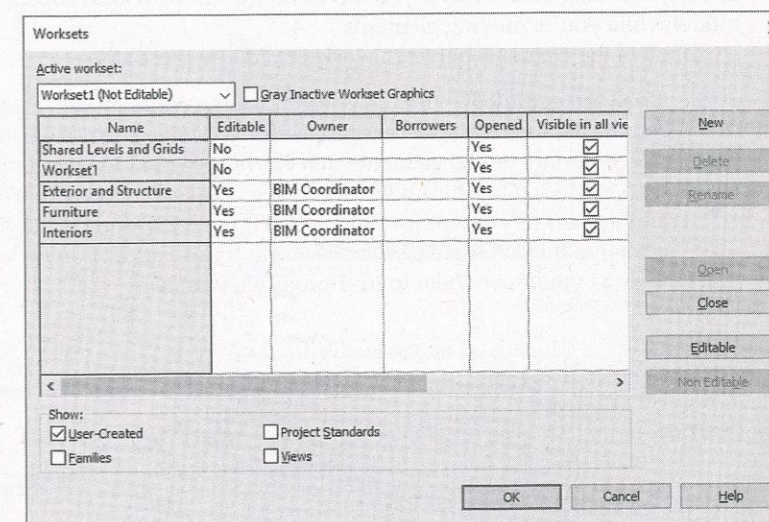 Worksets
Active workset:
Workset1 (Not Editable)
Gray Inactive Workset Graphics
Name Editable Owner Borrowers Opened Visible in all vie
Shared Levels and Grids No Yes
Workset1 No Yes
Exterior and Structure Yes BIM Coordinator Yes
Furniture Yes BIM Coordinator Yes
Interiors Yes BIM Coordinator Yes
New
Delete
Rename
Open
Close
Editable
Non Editable
Show:
User-Created Project Standards
Families Views
OK Cancel Help